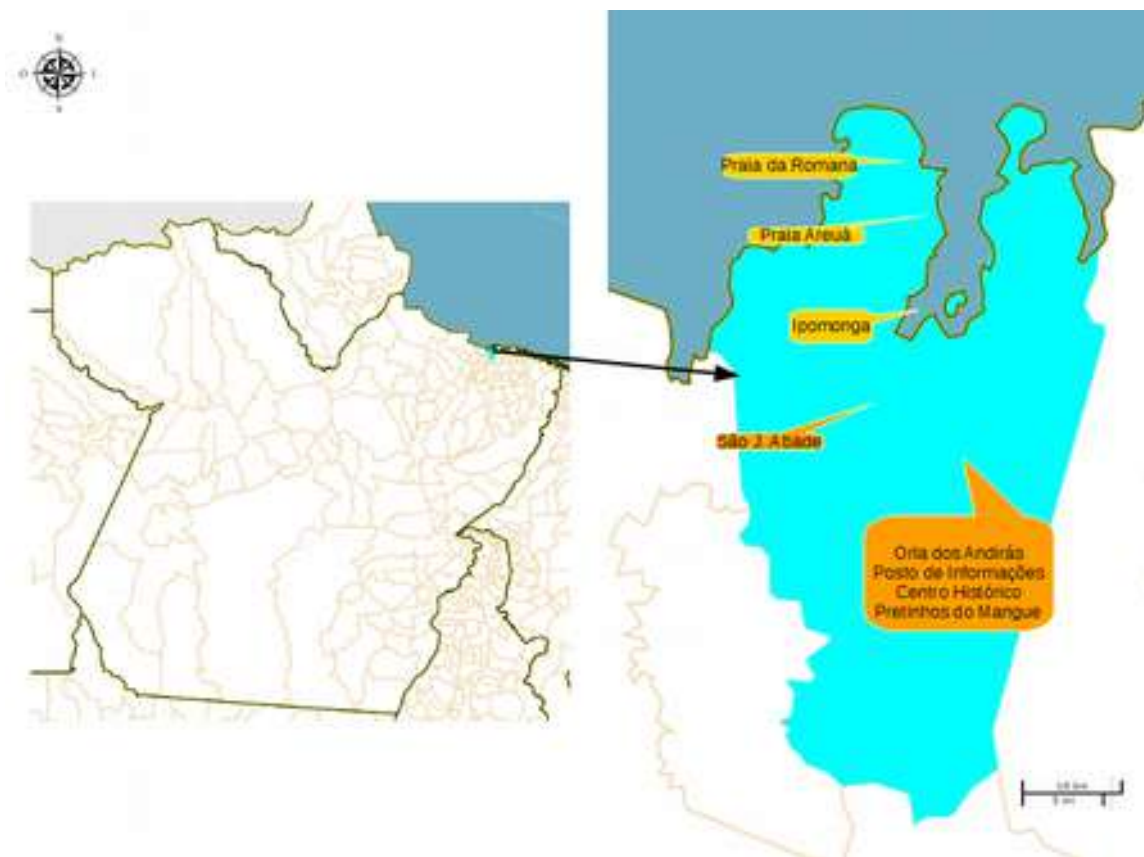 N
O
L
S
Praia da Romana
Praia Areuá
Ipomonga
São J. Abade
Orla dos Andirás
Posto de Informações
Centro Histórico
Pretinhos do Mangue